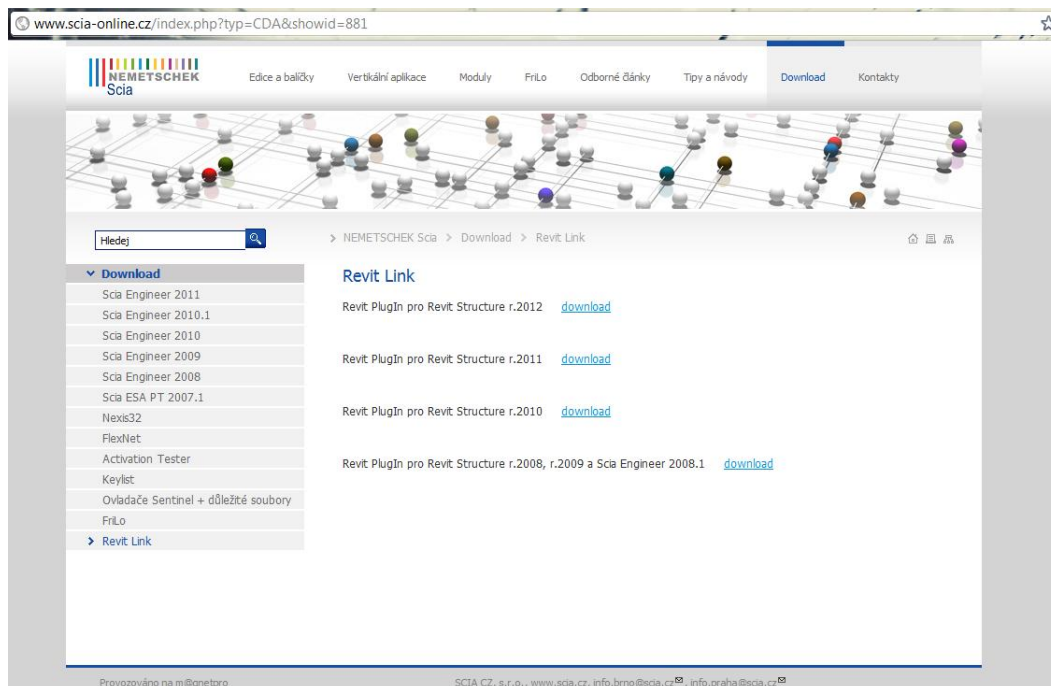 www.scia-online.cz/index.php?typ=CDA&showid=881
NEMETSCHEK
Scia
Edice a balíčky Vertikální aplikace Moduly FriLo Odborné články Tipy a návody Download Kontakty
Hledej
NEMETSCHEK Scia > Download > Revit Link
Download
Scia Engineer 2011
Scia Engineer 2010.1
Scia Engineer 2010
Scia Engineer 2009
Scia Engineer 2008
Scia ESA PT 2007.1
Nexis32
FlexNet
Activation Tester
Keylist
Ovladače Sentinel + důležité soubory
FriLo
Revit Link
Revit Link
Revit PlugIn pro Revit Structure r.2012 download
Revit PlugIn pro Revit Structure r.2011 download
Revit PlugIn pro Revit Structure r.2010 download
Revit PlugIn pro Revit Structure r.2008, r.2009 a Scia Engineer 2008.1 download
Provozováno na m@gnetpro
SCIA CZ, s.r.o., www.scia.cz, info.brno@scia.cz, info.praha@scia.cz